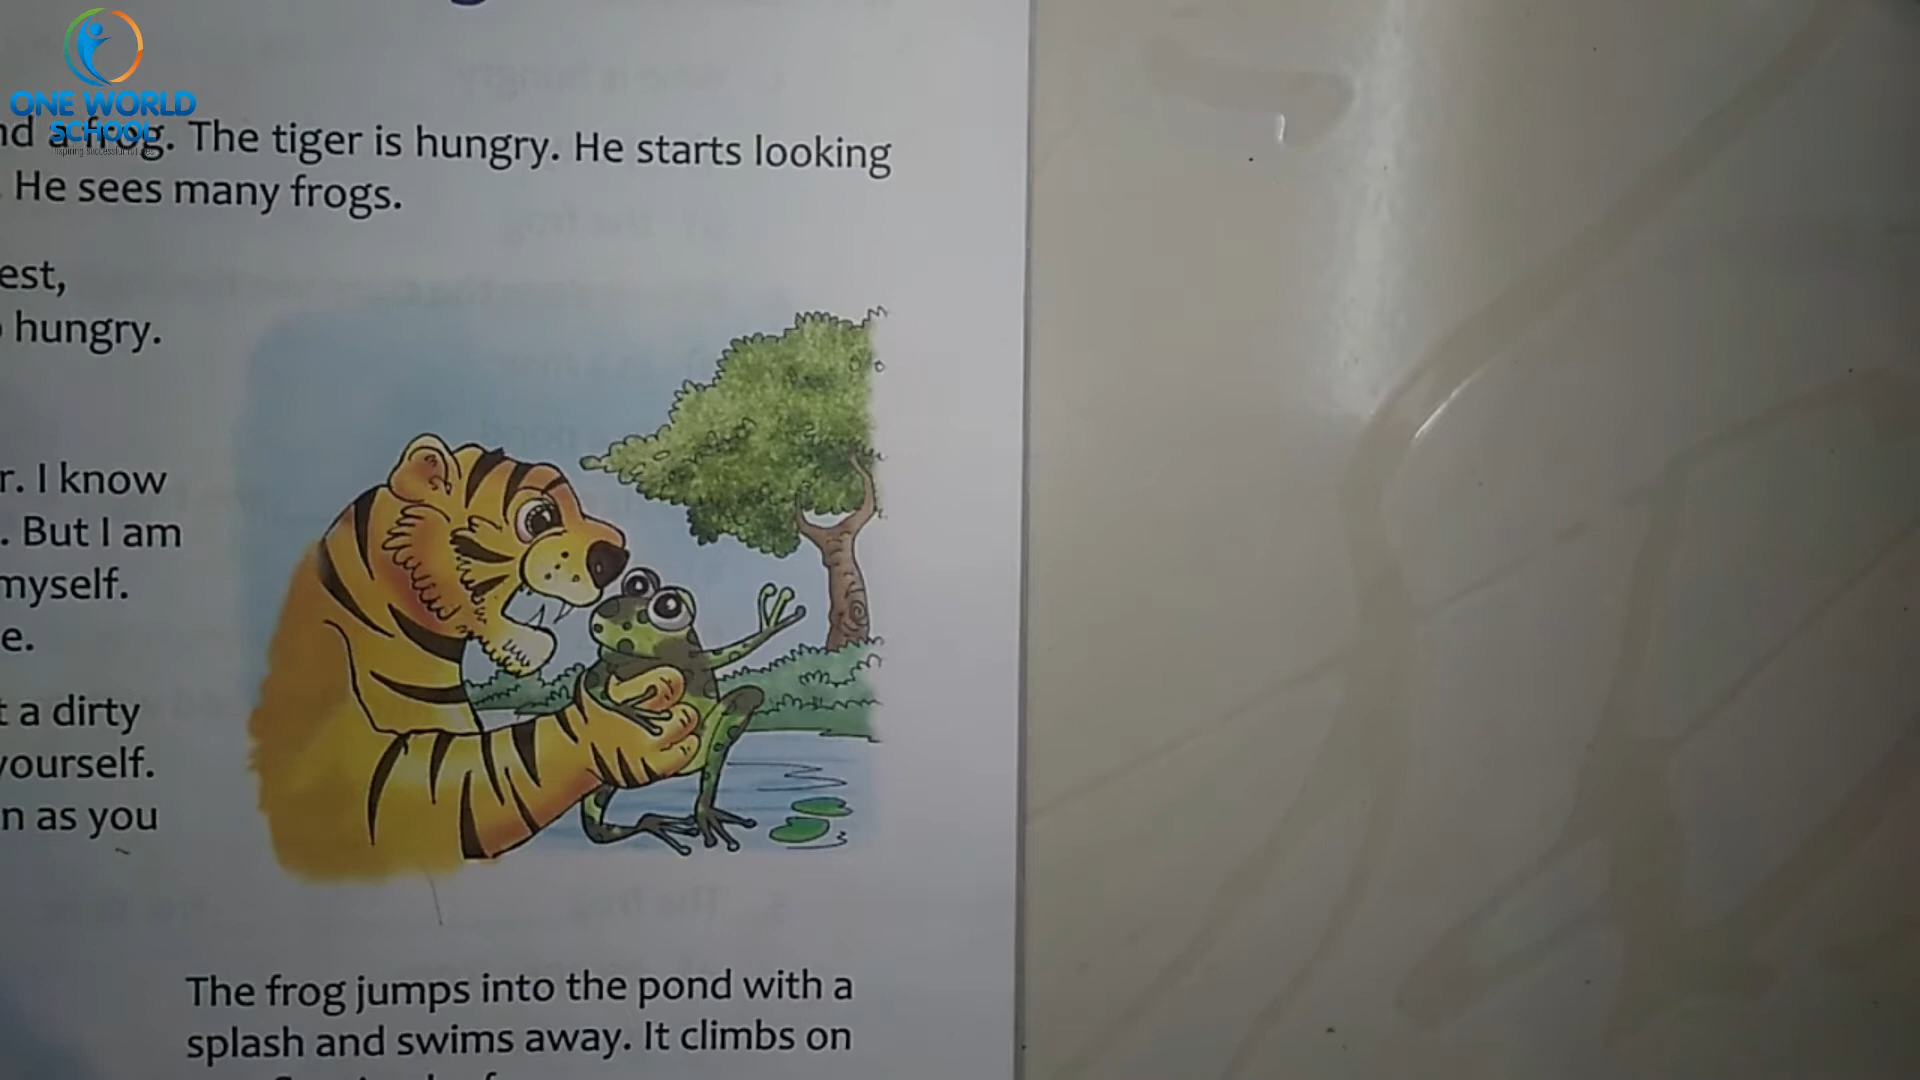 ONE WORLD
SCHOOL
nd a frog. The tiger is hungry. He starts looking
. He sees many frogs.
est,
hungry.
r. I know
. But I am
myself.
e.
t a dirty
yourself.
n as you
The frog jumps into the pond with a
splash and swims away. It climbs on